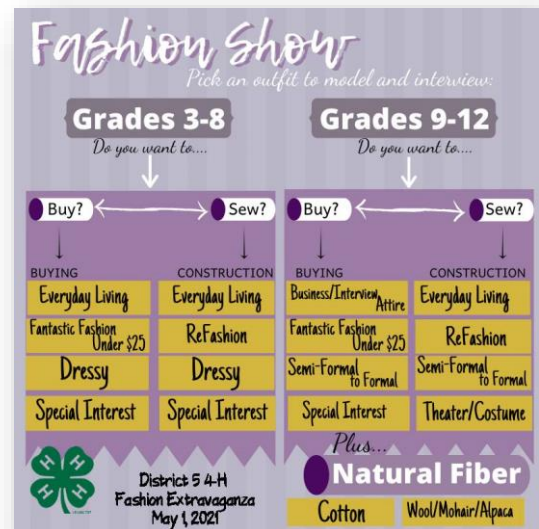 Fashion Show
Pick an outfit to model and interview:
Grades 3-8
Do you want to....
Buy?
Sew?
BUYING
Everyday Living
Fantastic Fashion
Under $25
Dressy
Special Interest
CONSTRUCTION
Everyday Living
ReFashion
Dressy
Special Interest
Grades 9-12
Do you want to....
Buy?
Sew?
BUYING
Business/Interview
Attire
Fantastic Fashion
Under $25
Semi-Formal
to Formal
Special Interest
CONSTRUCTION
Everyday Living
ReFashion
Semi-Formal
to Formal
Theater/Costume
Plus...
Natural Fiber
Cotton
Wool/Mohair/Alpaca
H H
H H
District 5 4-H
Fashion Extravaganza
May 1, 2021